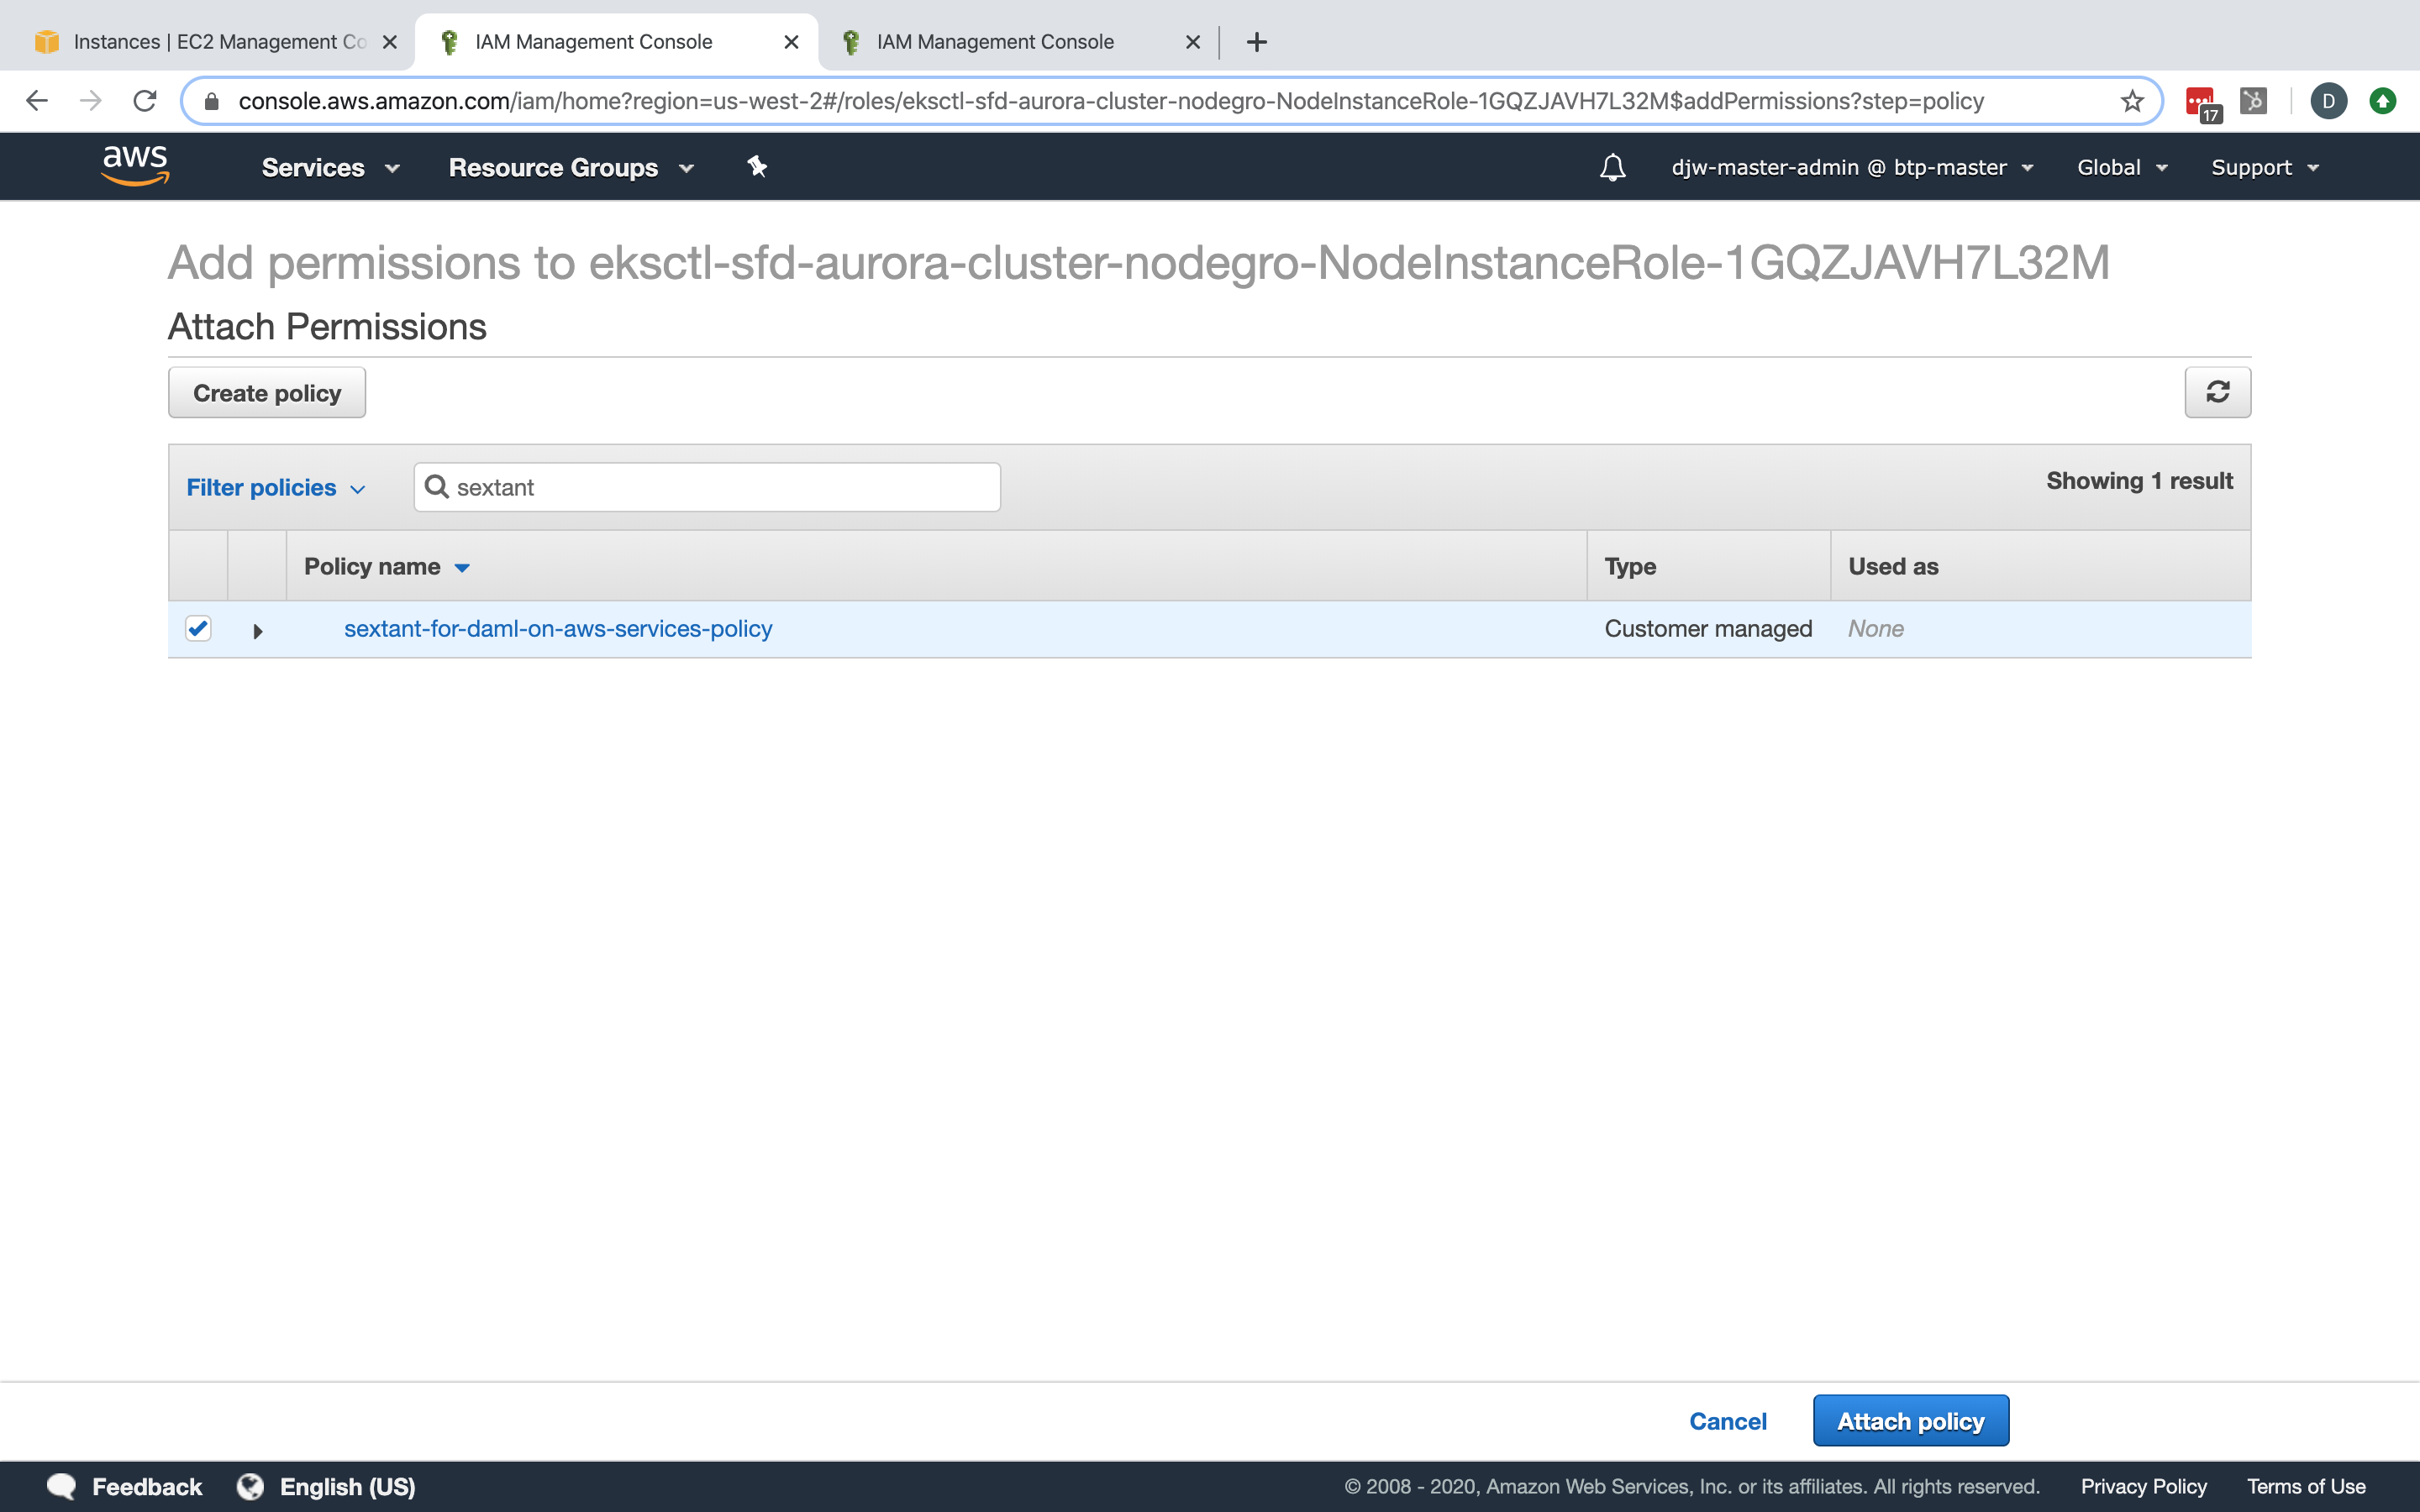 Instances | EC2 Management Co
IAM Management Console
IAM Management Console
console.aws.amazon.com/iam/home?region=us-west-2#/roles/eksctl-sfd-aurora-cluster-nodegro-NodeInstanceRole-1GQZJAVH7L32M$addPermissions?step=policy
17
D
aws
Services
Resource Groups
djw-master-admin @ btp-master
Global
Support
Add permissions to eksctl-sfd-aurora-cluster-nodegro-NodeInstanceRole-1GQZJAVH7L32M
Attach Permissions
Create policy
Filter policies
sextant
Showing 1 result
Policy name
Type
Used as
sextant-for-daml-on-aws-services-policy
Customer managed
None
Cancel
Attach policy
Feedback
English (US)
© 2008 - 2020, Amazon Web Services, Inc. or its affiliates. All rights reserved.
Privacy Policy
Terms of Use